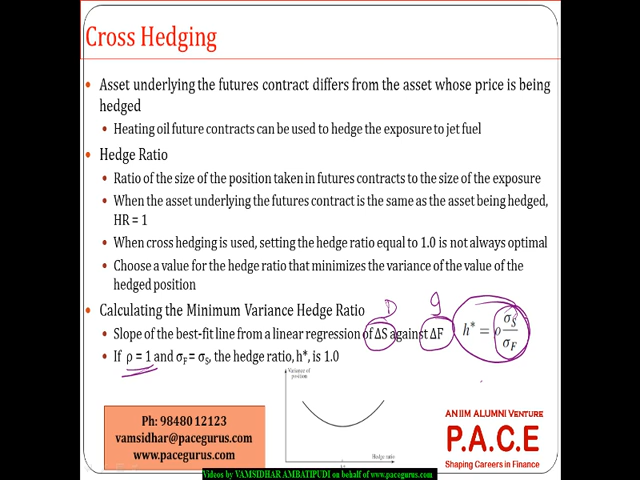 Cross Hedging
• Asset underlying the futures contract differs from the asset whose price is being
hedged
• Heating oil future contracts can be used to hedge the exposure to jet fuel
• Hedge Ratio
• Ratio of the size of the position taken in futures contracts to the size of the exposure
• When the asset underlying the futures contract is the same as the asset being hedged,
HR = 1
• When cross hedging is used, setting the hedge ratio equal to 1.0 is not always optimal
• Choose a value for the hedge ratio that minimizes the variance of the value of the
hedged position
• Calculating the Minimum Variance Hedge Ratio
D
• Slope of the best-fit line from a linear regression of ΔS against ΔF
h* = ρ σS/σF
• If ρ = 1 and σF = σS, the hedge ratio, h*, is 1.0
Variance of
position
Hedge ratio
Ph: 98480 12123
vamsidhar@pacegurus.com
www.pacegurus.com
AN IIM ALUMNI VENTURE
P.A.C.E
Shaping Careers in Finance
Videos by VAMSIDHAR AMBATIPUDI on behalf of www.pacegurus.com